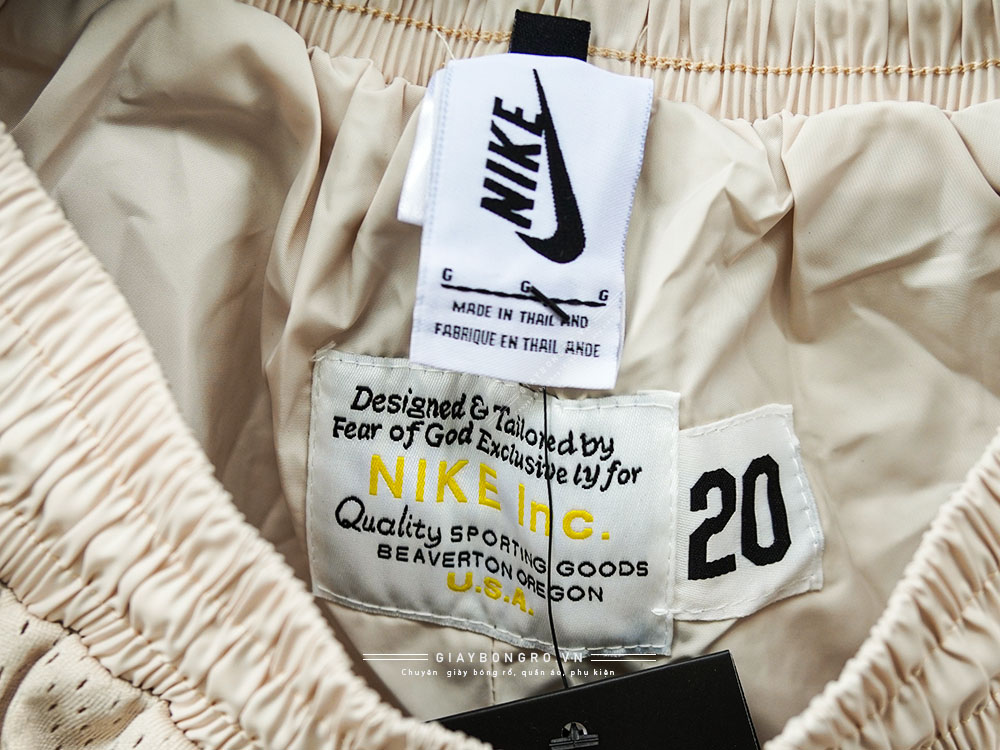 NIKE
G G G
MADE IN THAILAND
FABRIQUE EN THAILANDE
Designed & Tailored by
Fear of God Exclusively for
NIKE Inc.
Quality SPORTING GOODS
BEAVERTON OREGON
U.S.A.
20
GIAYBONGRO.VN
Chuyên giày bóng rổ, quần áo, phụ kiện